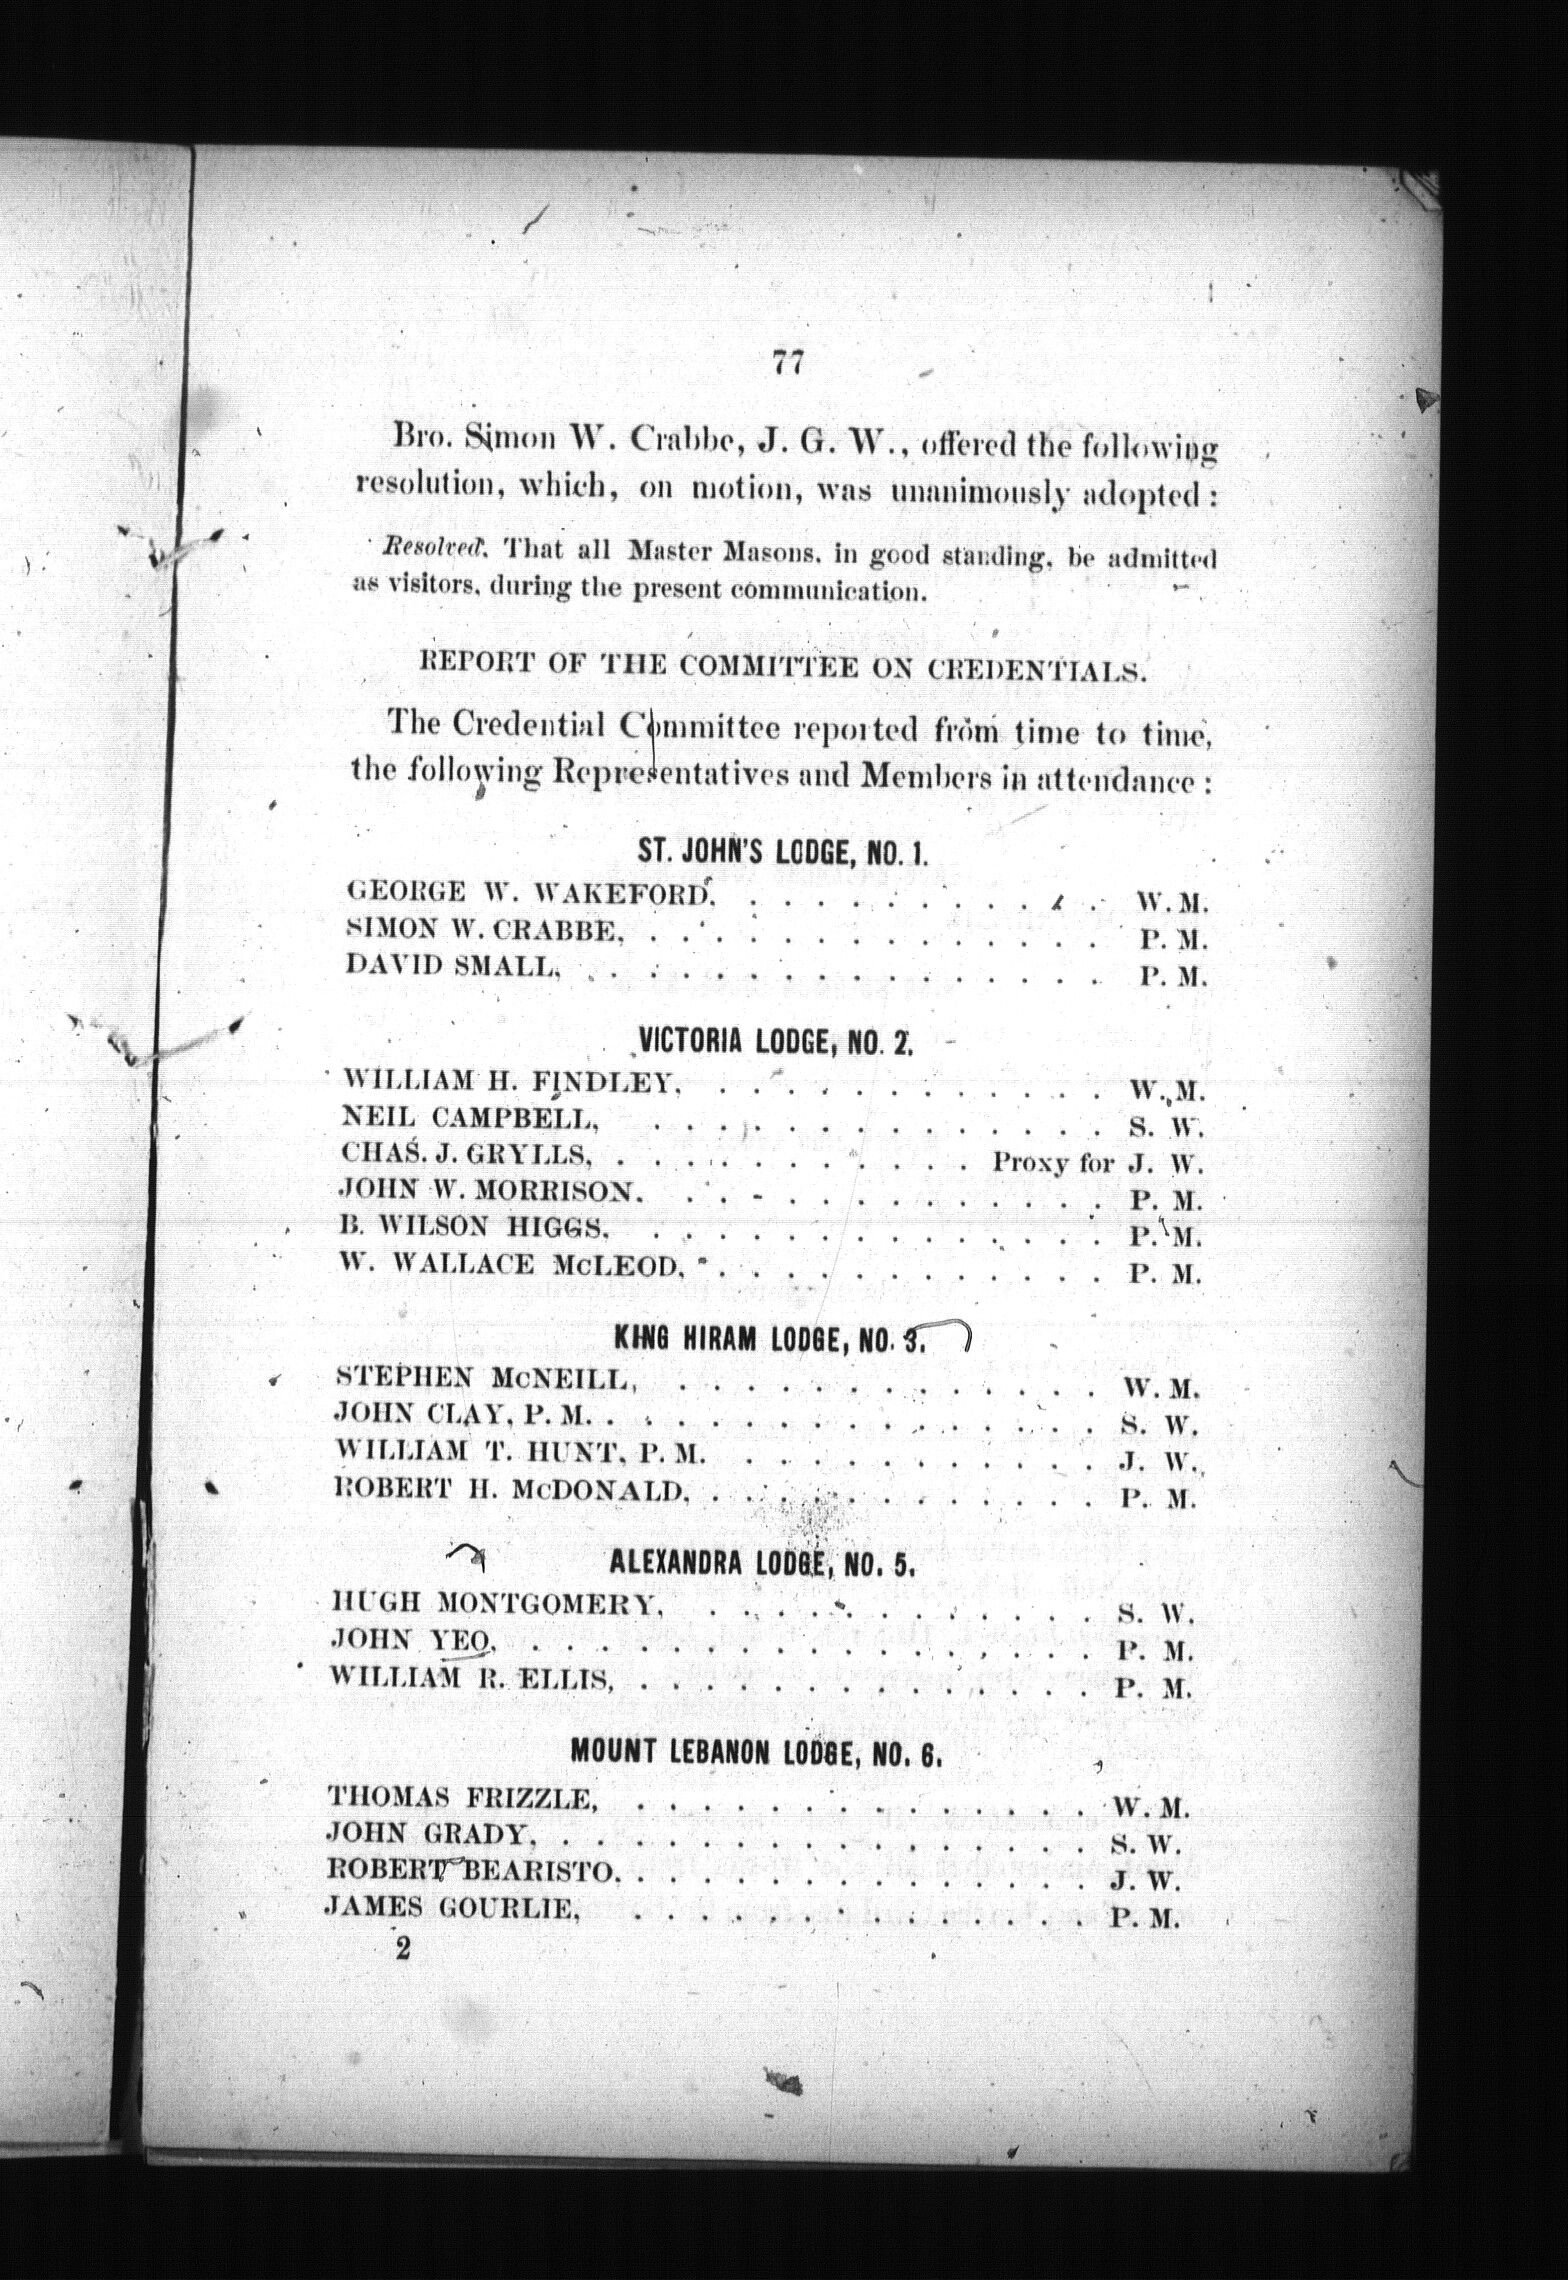 77
Bro. Simon W. Crabbe, J. G. W., offered the following
resolution, which, on motion, was unanimously adopted:
Resolved, That all Master Masons, in good standing, be admitted
as visitors, during the present communication.
REPORT OF THE COMMITTEE ON CREDENTIALS.
The Credential Committee reported from time to time,
the following Representatives and Members in attendance:
ST. JOHN'S LODGE, NO. 1.
GEORGE W. WAKEFORD, . . . . . . . . . . . W. M.
SIMON W. CRABBE, . . . . . . . . . . . . . . P. M.
DAVID SMALL, . . . . . . . . . . . . . . . . P. M.
VICTORIA LODGE, NO. 2.
WILLIAM H. FINDLEY, . . . . . . . . . . . . W. M.
NEIL CAMPBELL, . . . . . . . . . . . . . . S. W.
CHAS. J. GRYLLS, . . . . . . . . . . . Proxy for J. W.
JOHN W. MORRISON, . . . . . . . . . . . . . P. M.
B. WILSON HIGGS, . . . . . . . . . . . . . . P. M.
W. WALLACE McLEOD, . . . . . . . . . . . . P. M.
KING HIRAM LODGE, NO. 3.
STEPHEN McNEILL, . . . . . . . . . . . . . W. M.
JOHN CLAY, P. M. . . . . . . . . . . . . . . . S. W.
WILLIAM T. HUNT, P. M. . . . . . . . . . . . J. W.
ROBERT H. McDONALD, . . . . . . . . . . . . P. M.
ALEXANDRA LODGE, NO. 5.
HUGH MONTGOMERY, . . . . . . . . . . . . S. W.
JOHN YEO, . . . . . . . . . . . . . . . . . P. M.
WILLIAM R. ELLIS, . . . . . . . . . . . . . . P. M.
MOUNT LEBANON LODGE, NO. 6.
THOMAS FRIZZLE, . . . . . . . . . . . . . . W. M.
JOHN GRADY, . . . . . . . . . . . . . . . . S. W.
ROBERT BEARISTO, . . . . . . . . . . . . . . J. W.
JAMES GOURLIE, . . . . . . . . . . . . . . P. M.
2